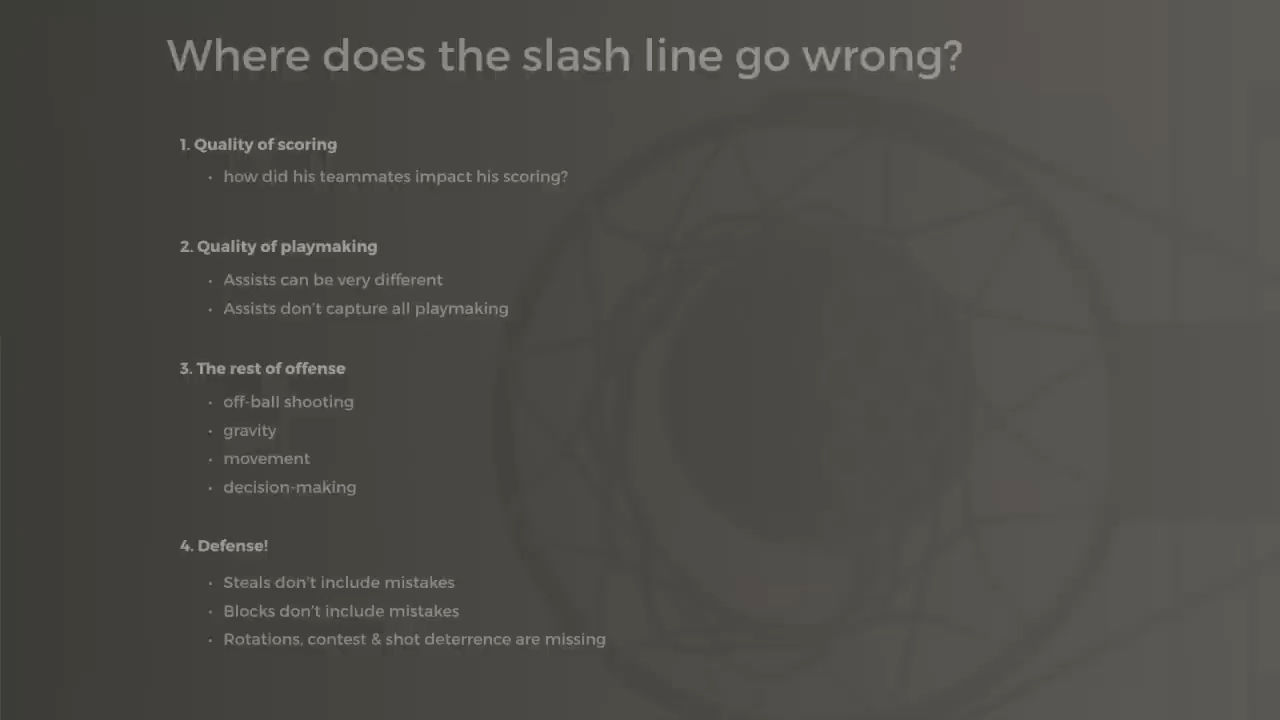 Where does the slash line go wrong?
1. Quality of scoring
• how did his teammates impact his scoring?
2. Quality of playmaking
• Assists can be very different
• Assists don't capture all playmaking
3. The rest of offense
• off-ball shooting
• gravity
• movement
• decision-making
4. Defense!
• Steals don't include mistakes
• Blocks don't include mistakes
• Rotations, contest & shot deterrence are missing